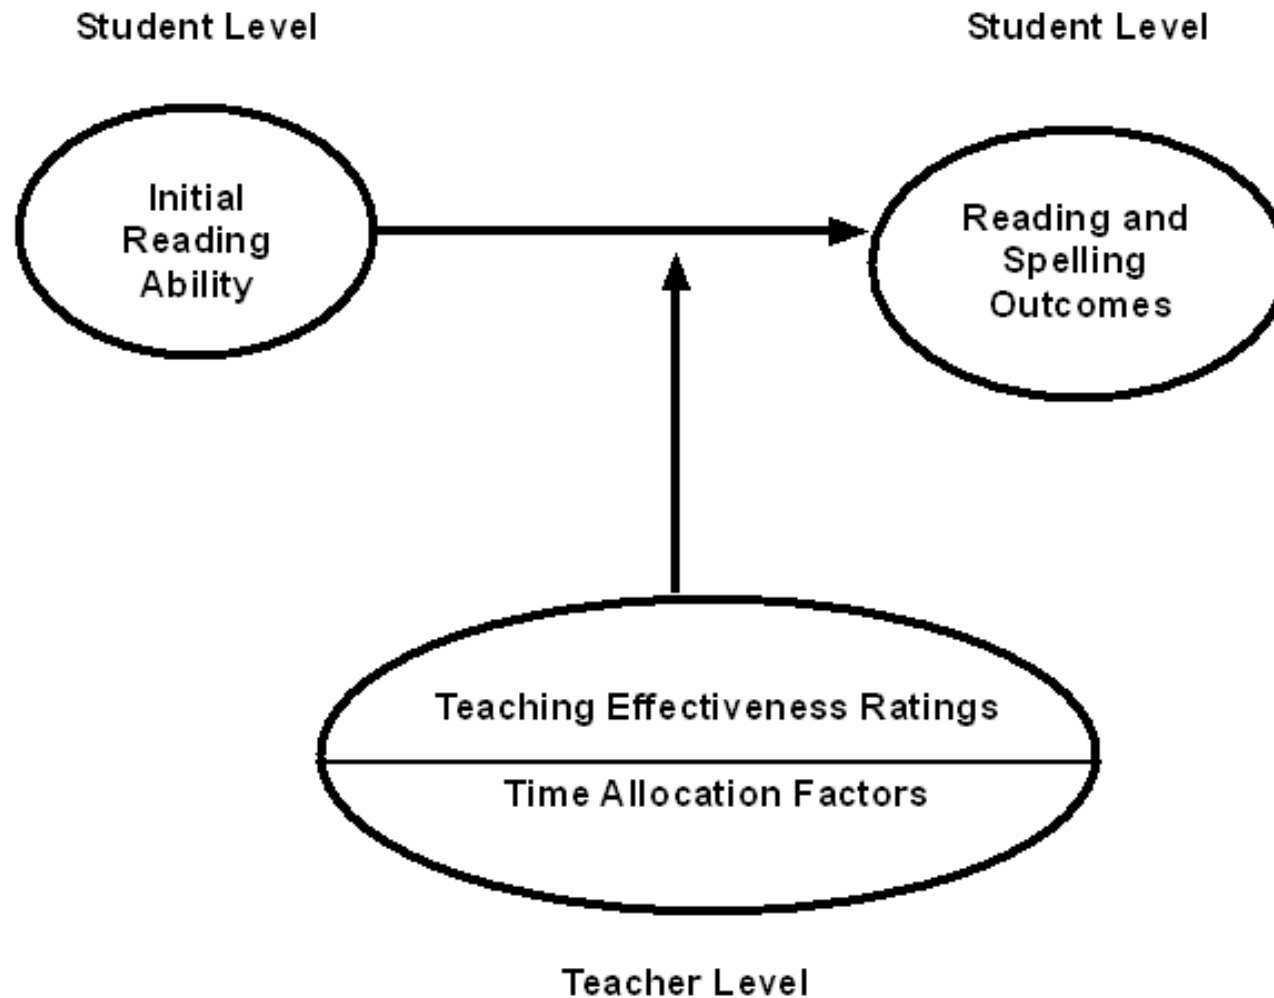 Student Level
Student Level
Initial
Reading
Ability
Reading and
Spelling
Outcomes
Teaching Effectiveness Ratings
Time Allocation Factors
Teacher Level